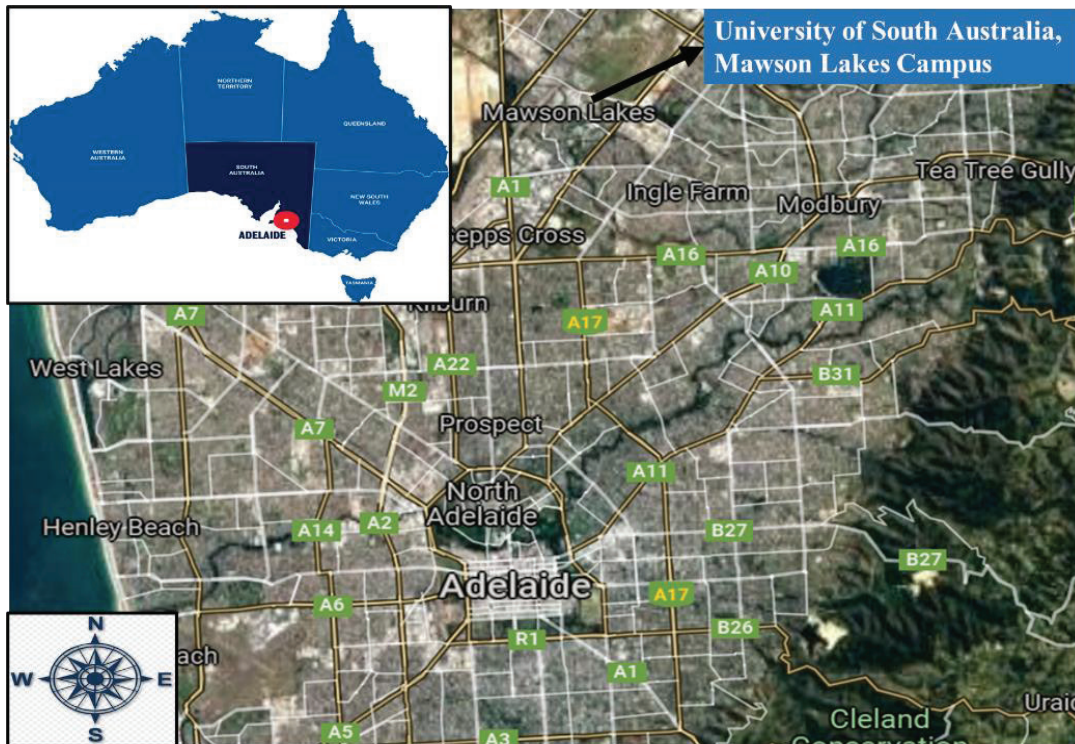 University of South Australia,
Mawson Lakes Campus
NORTHERN
TERRITORY
QUEENSLAND
WESTERN
AUSTRALIA
SOUTH
AUSTRALIA
NEW SOUTH
WALES
ADELAIDE
VICTORIA
TASMANIA
Mawson Lakes
Tea Tree Gully
A1
Ingle Farm
Modbury
Gepps Cross
A16
A16
A10
Kilburn
A11
A7
A17
West Lakes
A22
B31
M2
Prospect
A7
A11
North
Adelaide
Henley Beach
A14
A2
B27
B27
Adelaide
A6
A17
R1
B26
N
W
E
S
ach
A1
Uraid
Cleland
Conservation
A5
A3